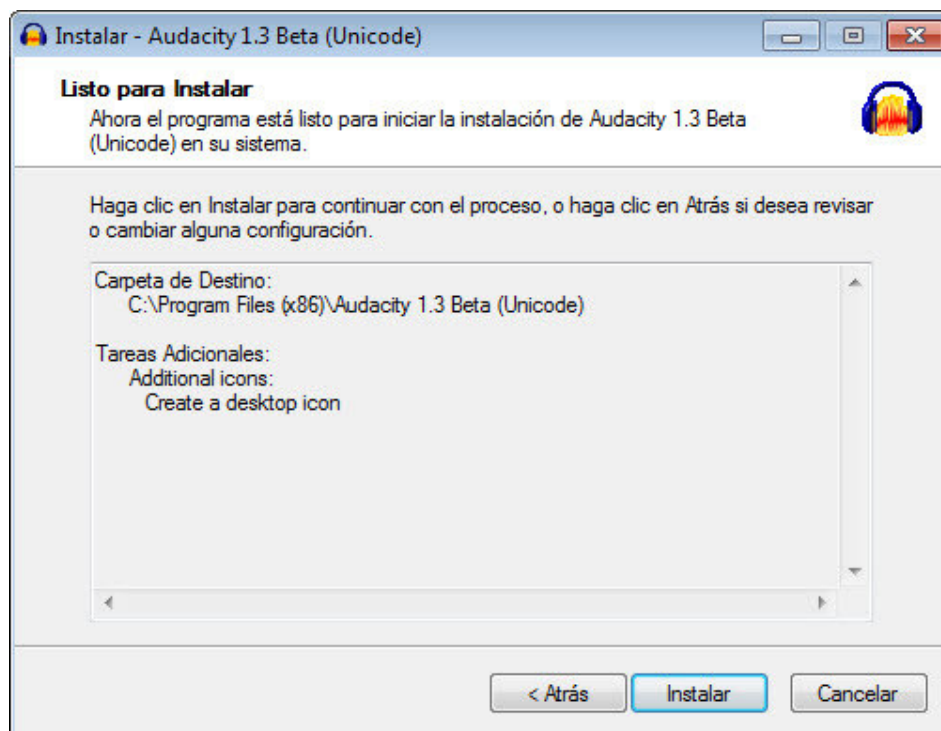 Instalar - Audacity 1.3 Beta (Unicode)
Listo para Instalar
Ahora el programa está listo para iniciar la instalación de Audacity 1.3 Beta
(Unicode) en su sistema.
Haga clic en Instalar para continuar con el proceso, o haga clic en Atrás si desea revisar
o cambiar alguna configuración.
Carpeta de Destino:
C:\Program Files (x86)\Audacity 1.3 Beta (Unicode)
Tareas Adicionales:
Additional icons:
Create a desktop icon
< Atrás
Instalar
Cancelar